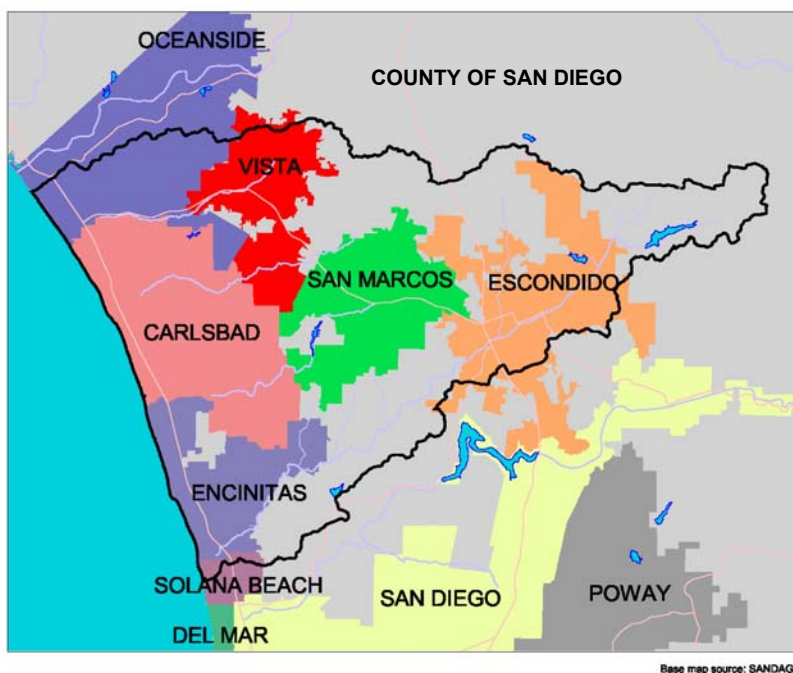 OCEANSIDE
COUNTY OF SAN DIEGO
VISTA
SAN MARCOS
ESCONDIDO
CARLSBAD
ENCINITAS
SOLANA BEACH
SAN DIEGO
POWAY
DEL MAR
Base map source: SANDAG